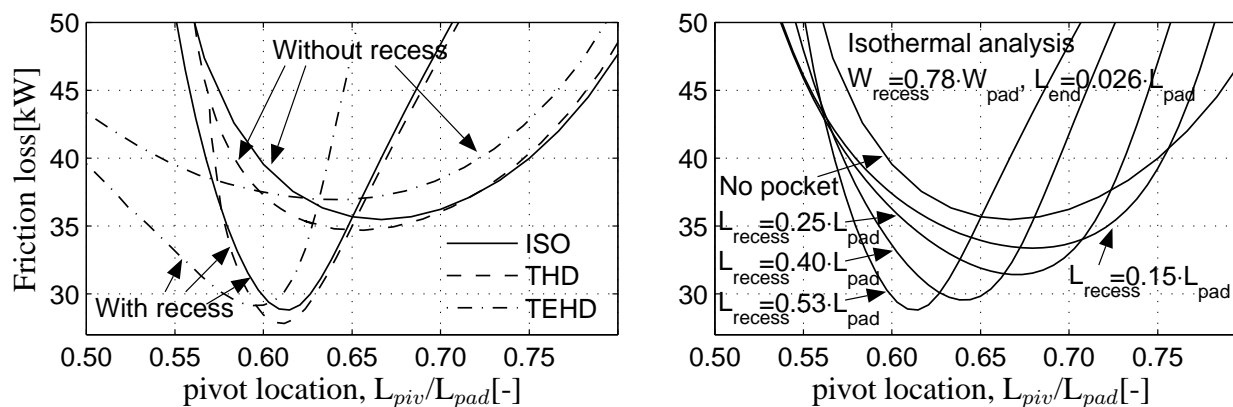 50
45
40
35
30
Friction loss[kW]
0.50 0.55 0.60 0.65 0.70 0.75
pivot location, L_piv/L_pad[-]
Without recess
With recess
ISO
THD
TEHD
50
45
40
35
30
0.50 0.55 0.60 0.65 0.70 0.75
pivot location, L_piv/L_pad[-]
Isothermal analysis
W_recess=0.78·W_pad, L_end=0.026·L_pad
No pocket
L_recess=0.25·L_pad
L_recess=0.40·L_pad
L_recess=0.53·L_pad
L_recess=0.15·L_pad